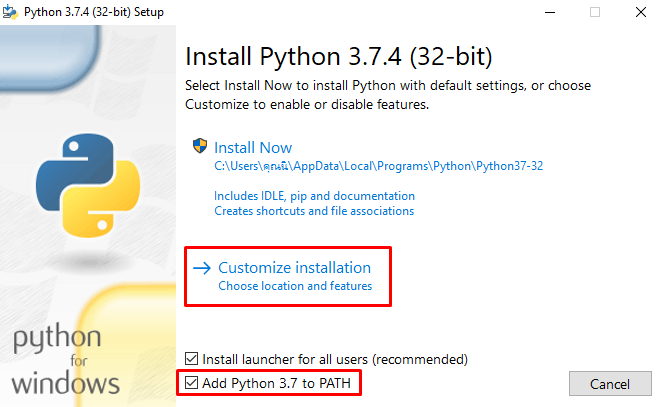 Python 3.7.4 (32-bit) Setup
Install Python 3.7.4 (32-bit)
Select Install Now to install Python with default settings, or choose
Customize to enable or disable features.
Install Now
C:\Users\คุณนิ\AppData\Local\Programs\Python\Python37-32
Includes IDLE, pip and documentation
Creates shortcuts and file associations
Customize installation
Choose location and features
python
for
windows
Install launcher for all users (recommended)
Add Python 3.7 to PATH
Cancel